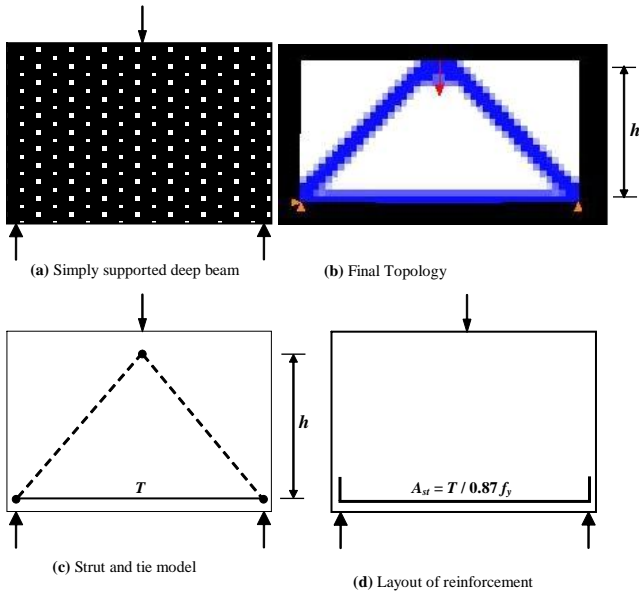 h
(a) Simply supported deep beam
(b) Final Topology
T
h
A_st = T / 0.87 f_y
(c) Strut and tie model
(d) Layout of reinforcement